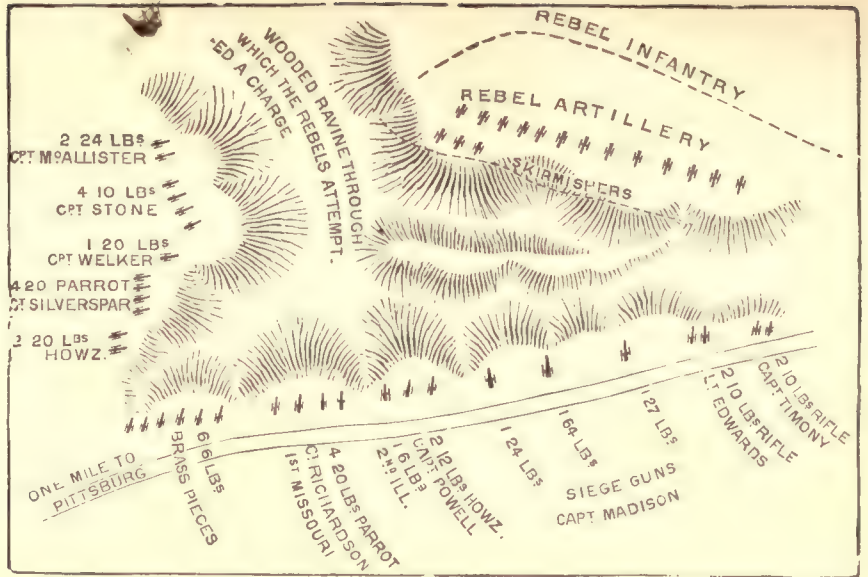 REBEL INFANTRY
REBEL ARTILLERY
SKIRMISHERS
WOODED RAVINE THROUGH
WHICH THE REBELS ATTEMPT-
-ED A CHARGE
2 24 LBS
CPT McALLISTER
4 10 LBS
CPT STONE
1 20 LBS
CPT WELKER
4 20 PARROT
CT SILVERSPAR
2 20 LBS
HOWZ.
ONE MILE TO
PITTSBURG
6 6 LBS
BRASS PIECES
4 20 LBS PARROT
CT RICHARDSON
1ST MISSOURI
2 12 LBS HOWZ.
CAPT POWELL
1 6 LBS
2ND ILL.
1 24 LBS
1 64 LBS
1 27 LBS
SIEGE GUNS
CAPT MADISON
2 10 LBS RIFLE
LT EDWARDS
2 10 LBS RIFLE
CAPT TIMONY